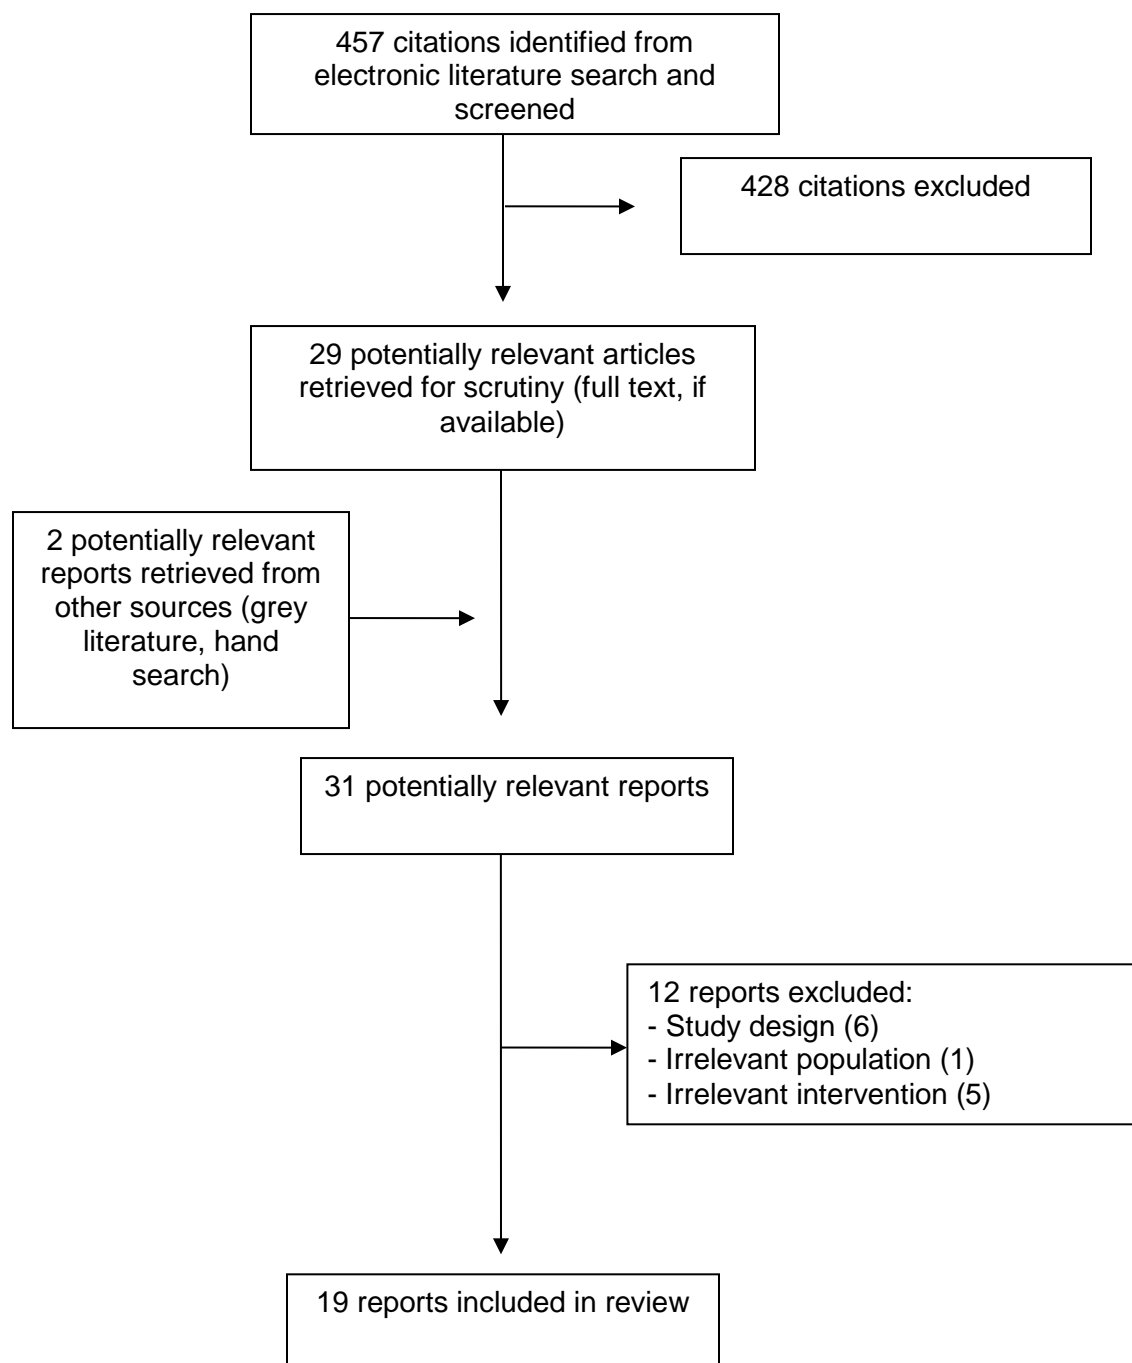 457 citations identified from
electronic literature search and
screened
428 citations excluded
29 potentially relevant articles
retrieved for scrutiny (full text, if
available)
2 potentially relevant
reports retrieved from
other sources (grey
literature, hand
search)
31 potentially relevant reports
12 reports excluded:
- Study design (6)
- Irrelevant population (1)
- Irrelevant intervention (5)
19 reports included in review